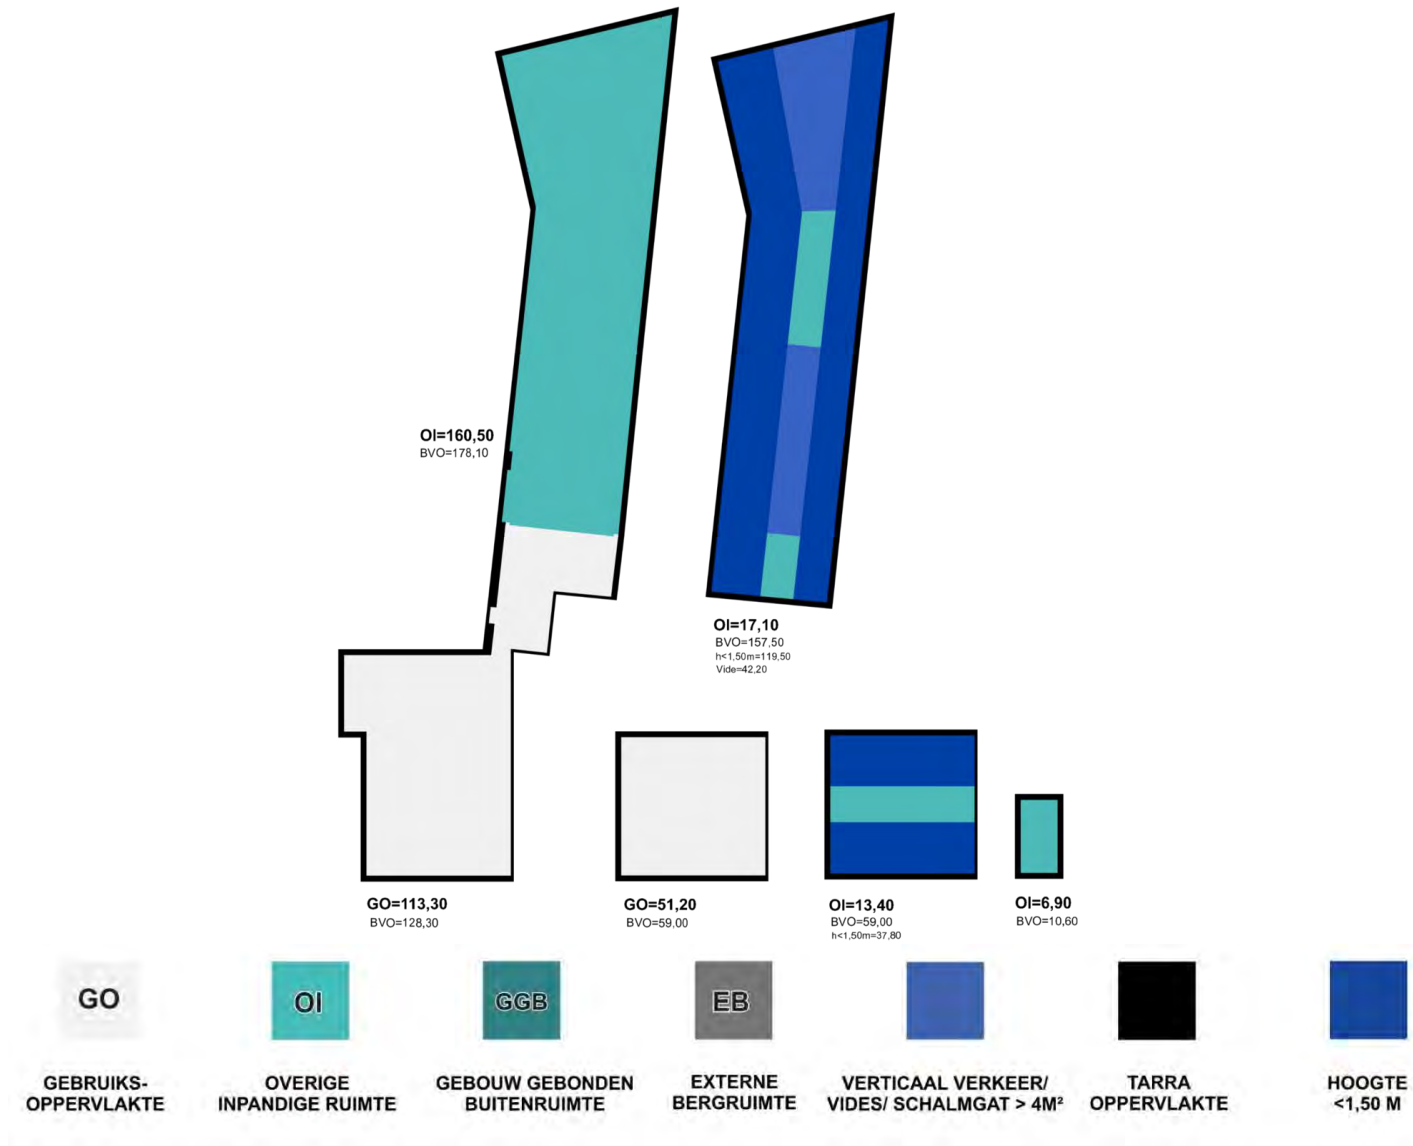 OI=160,50
BVO=178,10
OI=17,10
BVO=157,50
h<1,50m=119,50
Vide=42,20
GO=113,30
BVO=128,30
GO=51,20
BVO=59,00
OI=13,40
BVO=59,00
h<1,50m=37,80
OI=6,90
BVO=10,60
GO
OI
GGB
EB
GEBRUIKS-
OPPERVLAKTE
OVERIGE
INPANDIGE RUIMTE
GEBOUW GEBONDEN
BUITENRUIMTE
EXTERNE
BERGRUIMTE
VERTICAAL VERKEER/
VIDES/ SCHALMGAT > 4M²
TARRA
OPPERVLAKTE
HOOGTE
<1,50 M